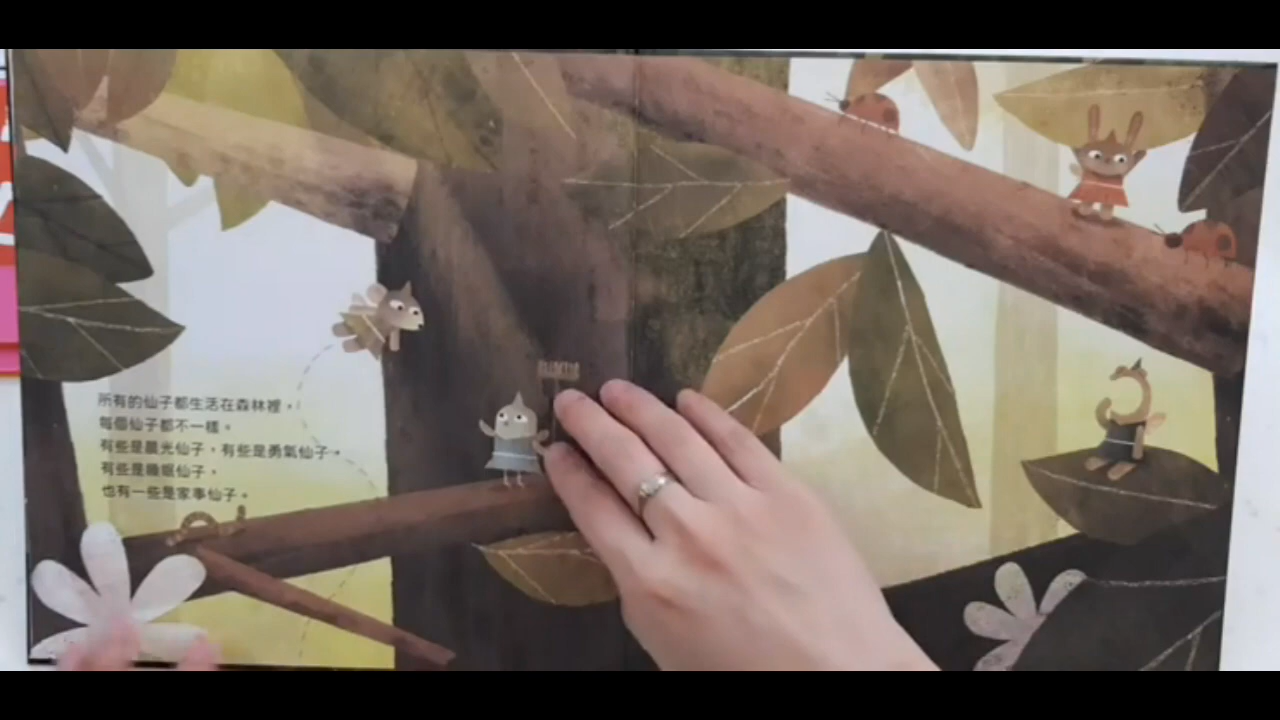 所有的仙子都生活在森林裡，
每個仙子都不一樣。
有些是晨光仙子，有些是勇氣仙子，
有些是睡眠仙子，
也有一些是家事仙子。